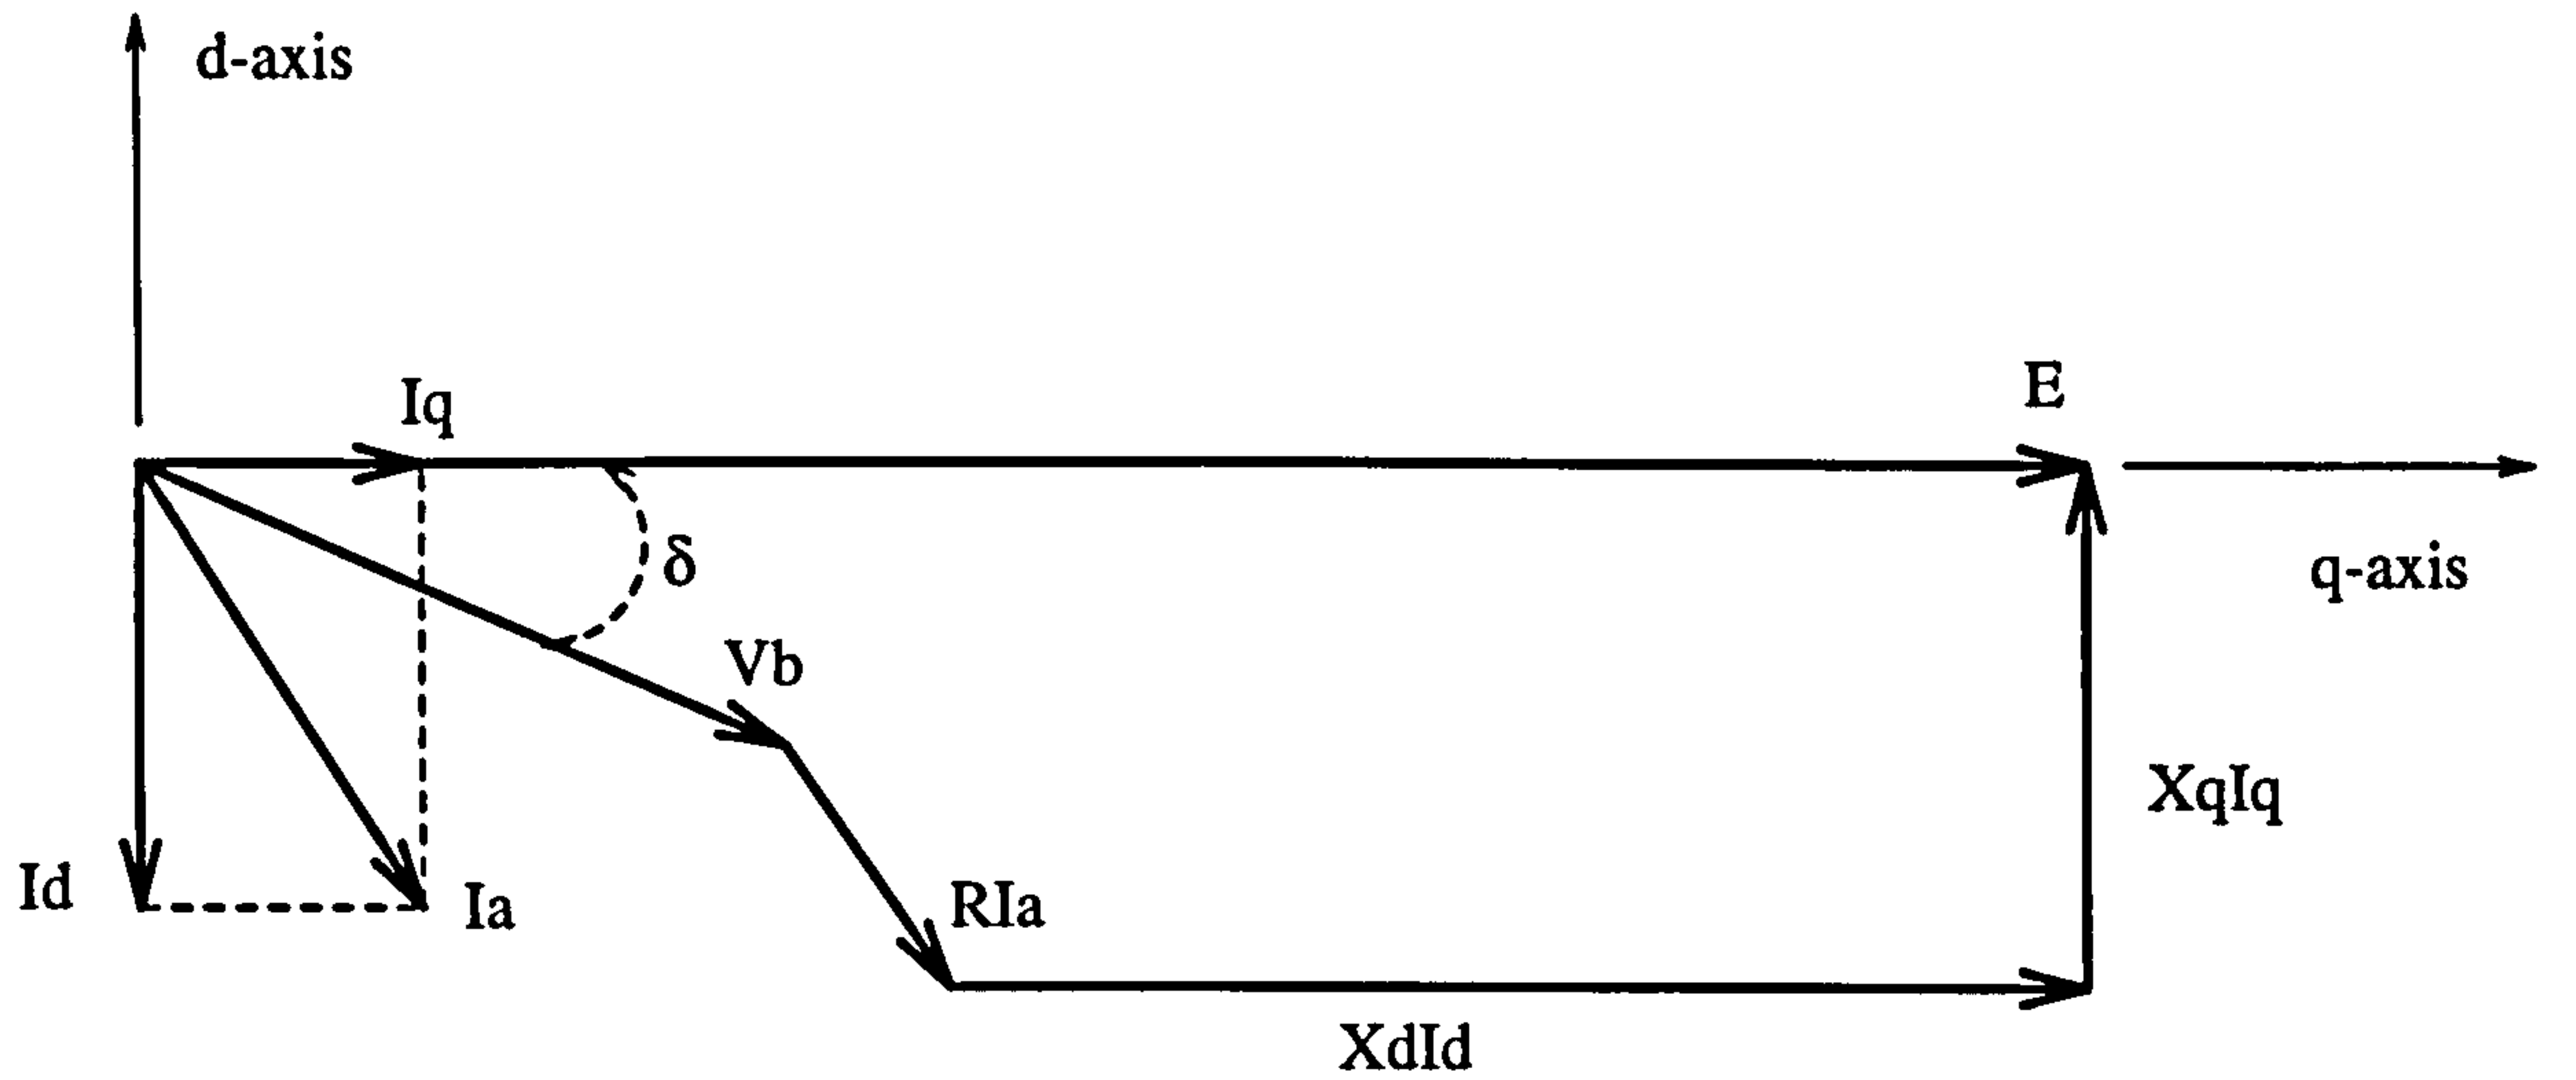 d-axis
Iq
E
δ
q-axis
Vb
XqIq
Id
Ia
RIa
XdId